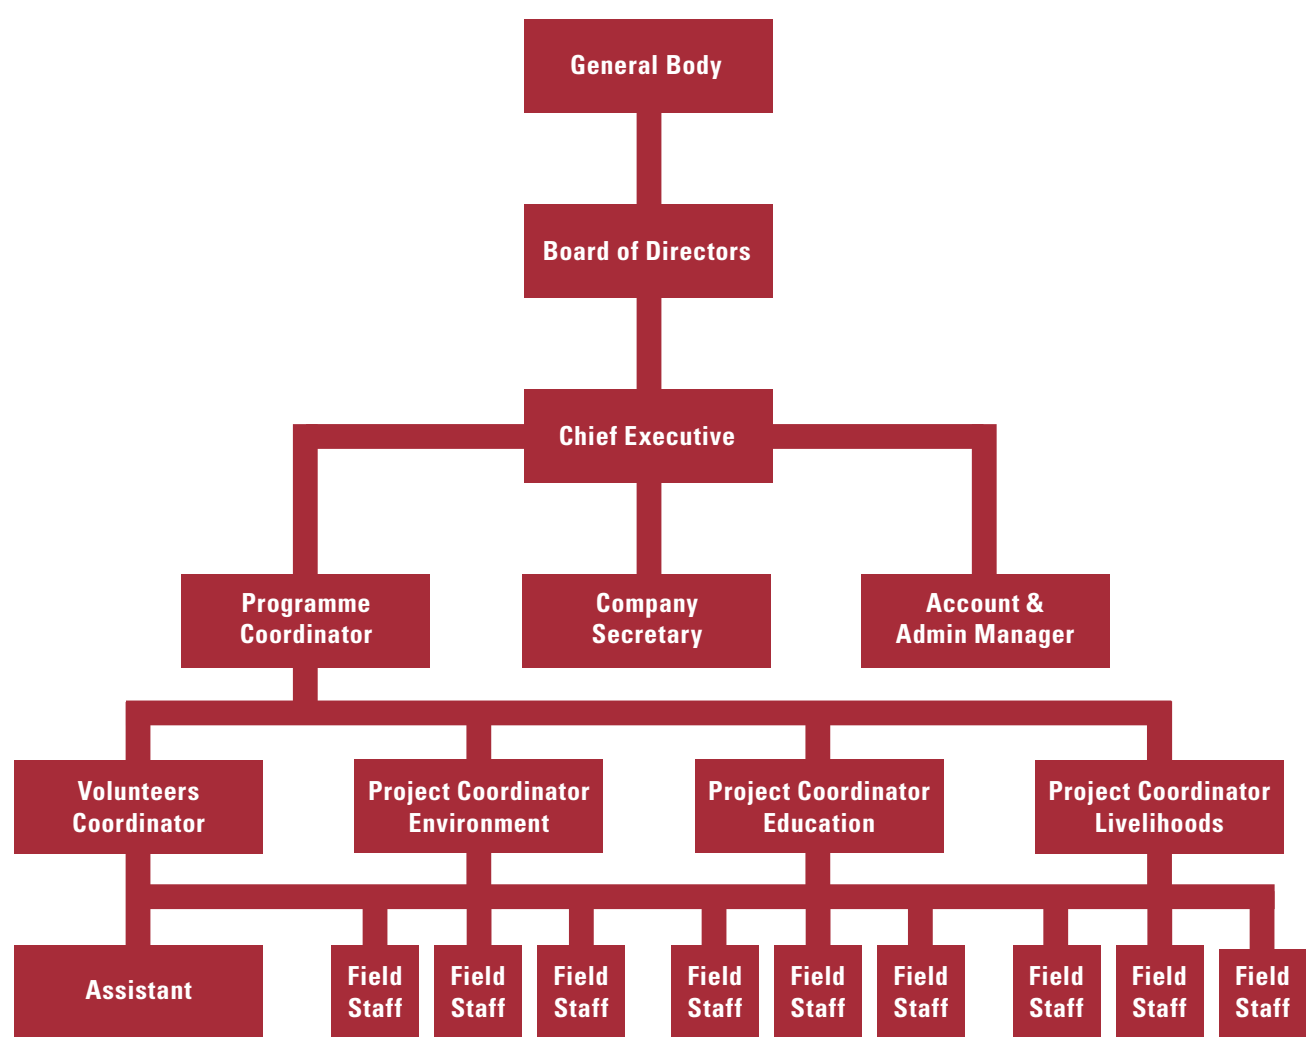 General Body
Board of Directors
Chief Executive
Programme
Coordinator
Company
Secretary
Account &
Admin Manager
Volunteers
Coordinator
Project Coordinator
Environment
Project Coordinator
Education
Project Coordinator
Livelihoods
Assistant
Field
Staff
Field
Staff
Field
Staff
Field
Staff
Field
Staff
Field
Staff
Field
Staff
Field
Staff
Field
Staff